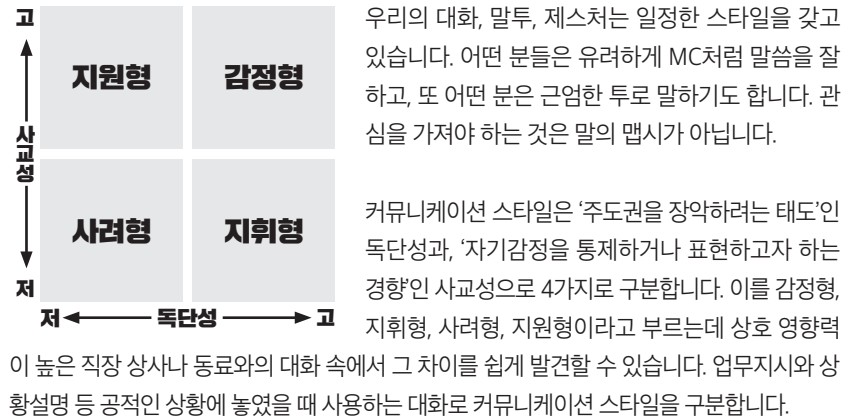 고
지원형
감정형
사교성
사려형
지휘형
저
저
독단성
고
우리의 대화, 말투, 제스처는 일정한 스타일을 갖고
있습니다. 어떤 분들은 유려하게 MC처럼 말씀을 잘
하고, 또 어떤 분은 근엄한 투로 말하기도 합니다. 관
심을 가져야 하는 것은 말의 맵시가 아닙니다.
커뮤니케이션 스타일은 ‘주도권을 장악하려는 태도’인
독단성과, ‘자기감정을 통제하거나 표현하고자 하는
경향’인 사교성으로 4가지로 구분합니다. 이를 감정형,
지휘형, 사려형, 지원형이라고 부르는데 상호 영향력
이 높은 직장 상사나 동료와의 대화 속에서 그 차이를 쉽게 발견할 수 있습니다. 업무지시와 상
황설명 등 공적인 상황에 놓였을 때 사용하는 대화로 커뮤니케이션 스타일을 구분합니다.